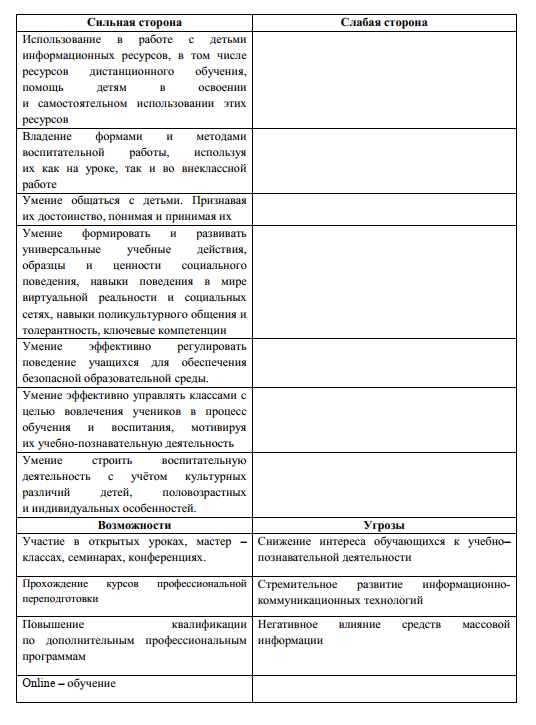 Сильная сторона
Слабая сторона
Использование в работе с детьми
информационных ресурсов, в том числе
ресурсов дистанционного обучения,
помощь детям в освоении
и самостоятельном использовании этих
ресурсов
Владение формами и методами
воспитательной работы, используя
их как на уроке, так и во внеклассной
работе
Умение общаться с детьми. Признавая
их достоинство, понимая и принимая их
Умение формировать и развивать
универсальные учебные действия,
образцы и ценности социального
поведения, навыки поведения в мире
виртуальной реальности и социальных
сетях, навыки поликультурного общения и
толерантность, ключевые компетенции
Умение эффективно регулировать
поведение учащихся для обеспечения
безопасной образовательной среды.
Умение эффективно управлять классами с
целью вовлечения учеников в процесс
обучения и воспитания, мотивируя
их учебно-познавательную деятельность
Умение строить воспитательную
деятельность с учётом культурных
различий детей, половозрастных
и индивидуальных особенностей.
Возможности
Угрозы
Участие в открытых уроках, мастер –
классах, семинарах, конференциях.
Снижение интереса обучающихся к учебно–
познавательной деятельности
Прохождение курсов профессиональной
переподготовки
Стремительное развитие информационно-
коммуникационных технологий
Повышение квалификации
по дополнительным профессиональным
программам
Негативное влияние средств массовой
информации
Online – обучение